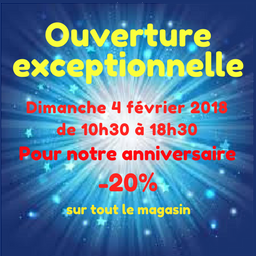 Ouverture
exceptionnelle
Dimanche 4 février 2018
de 10h30 à 18h30
Pour notre anniversaire
-20%
sur tout le magasin